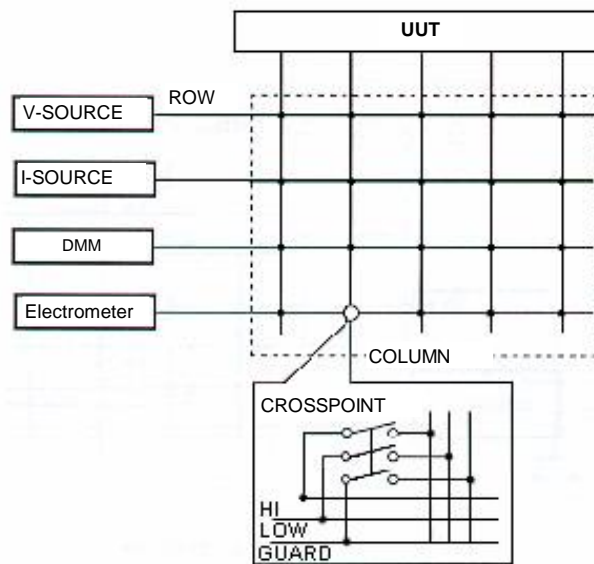 UUT
ROW
V-SOURCE
I-SOURCE
DMM
Electrometer
COLUMN
CROSSPOINT
HI
LOW
GUARD